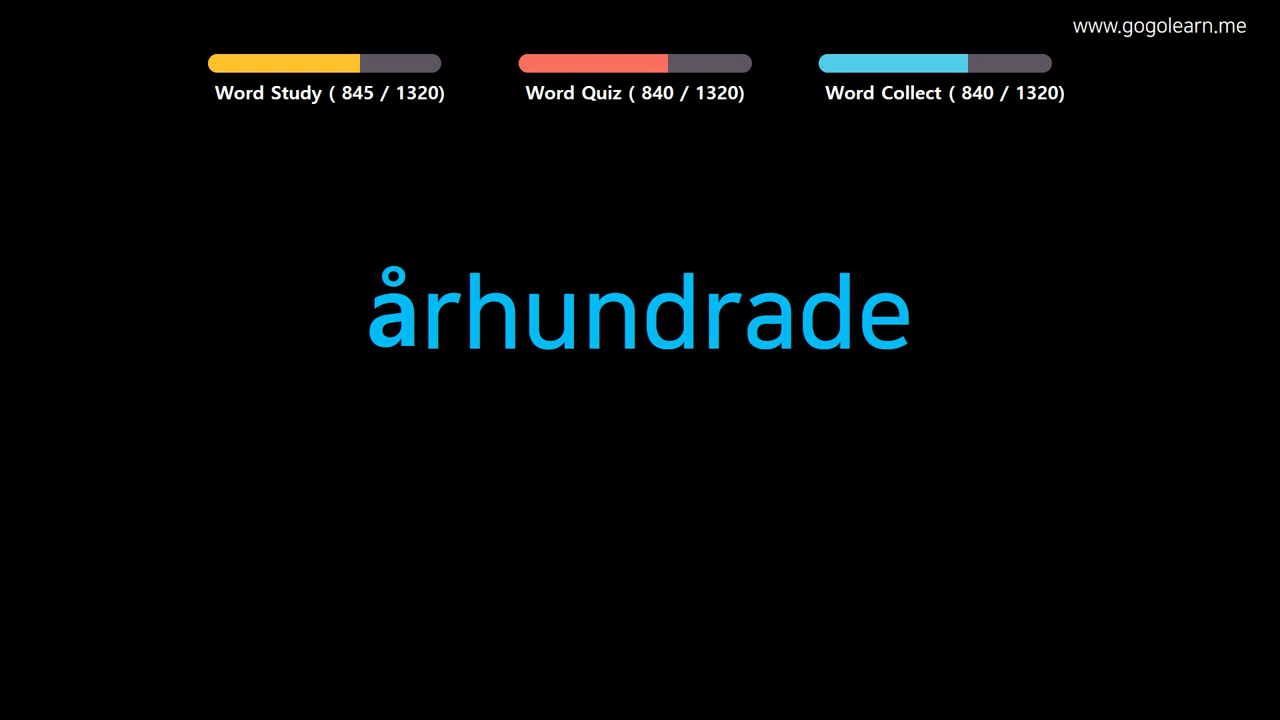 www.gogolearn.me
Word Study ( 845 / 1320)
Word Quiz ( 840 / 1320)
Word Collect ( 840 / 1320)
århundrade